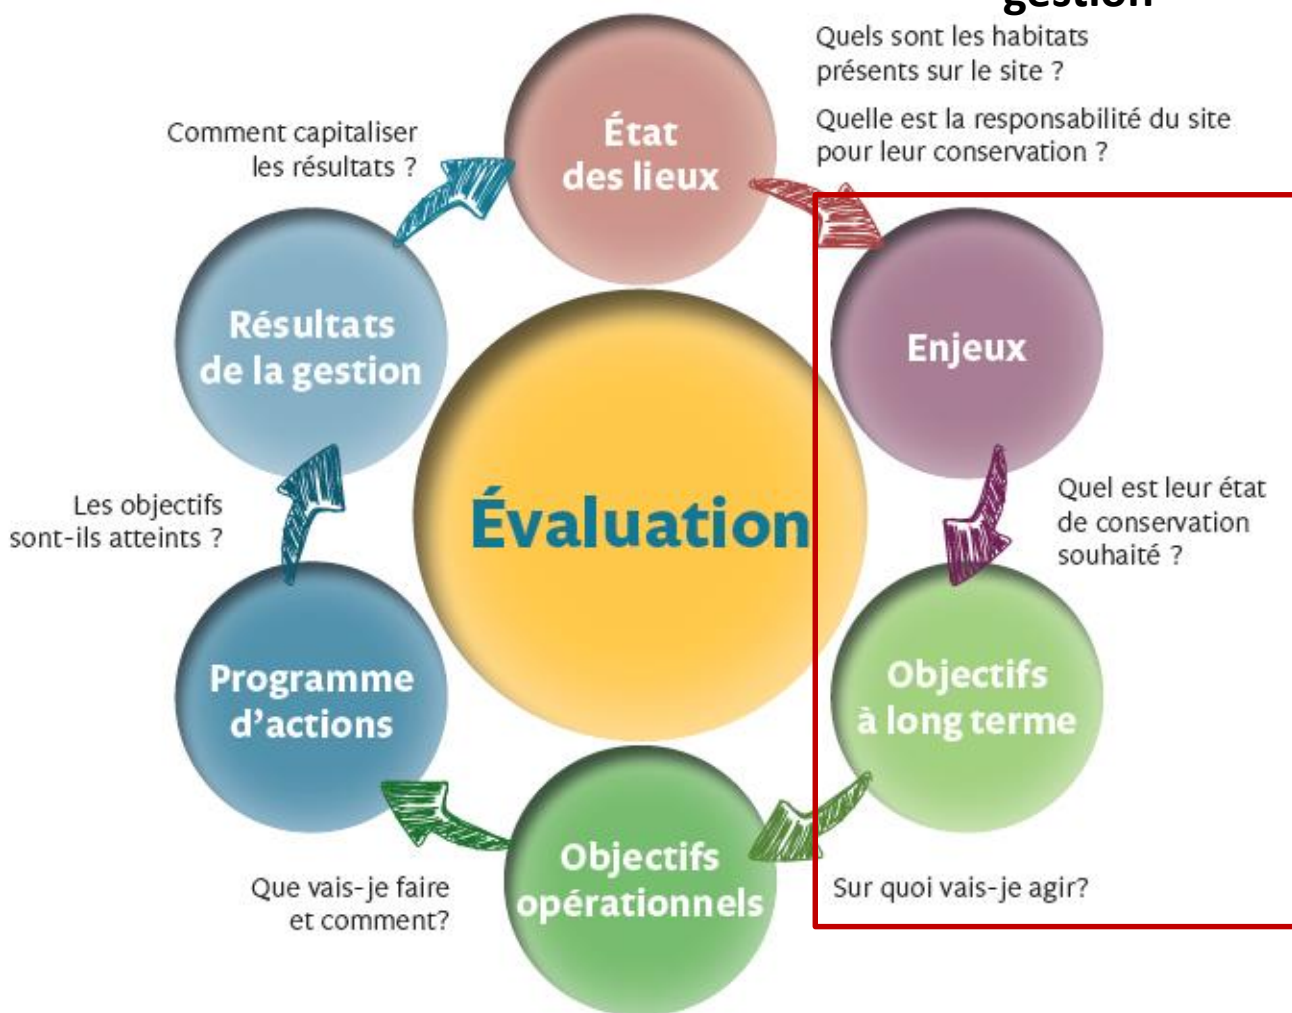 gestion
Quels sont les habitats
présents sur le site ?
Quelle est la responsabilité du site
pour leur conservation ?
État
des lieux
Comment capitaliser
les résultats ?
Enjeux
Résultats
de la gestion
Quel est leur état
de conservation
souhaité ?
Évaluation
Les objectifs
sont-ils atteints ?
Objectifs
à long terme
Programme
d'actions
Sur quoi vais-je agir?
Objectifs
opérationnels
Que vais-je faire
et comment?